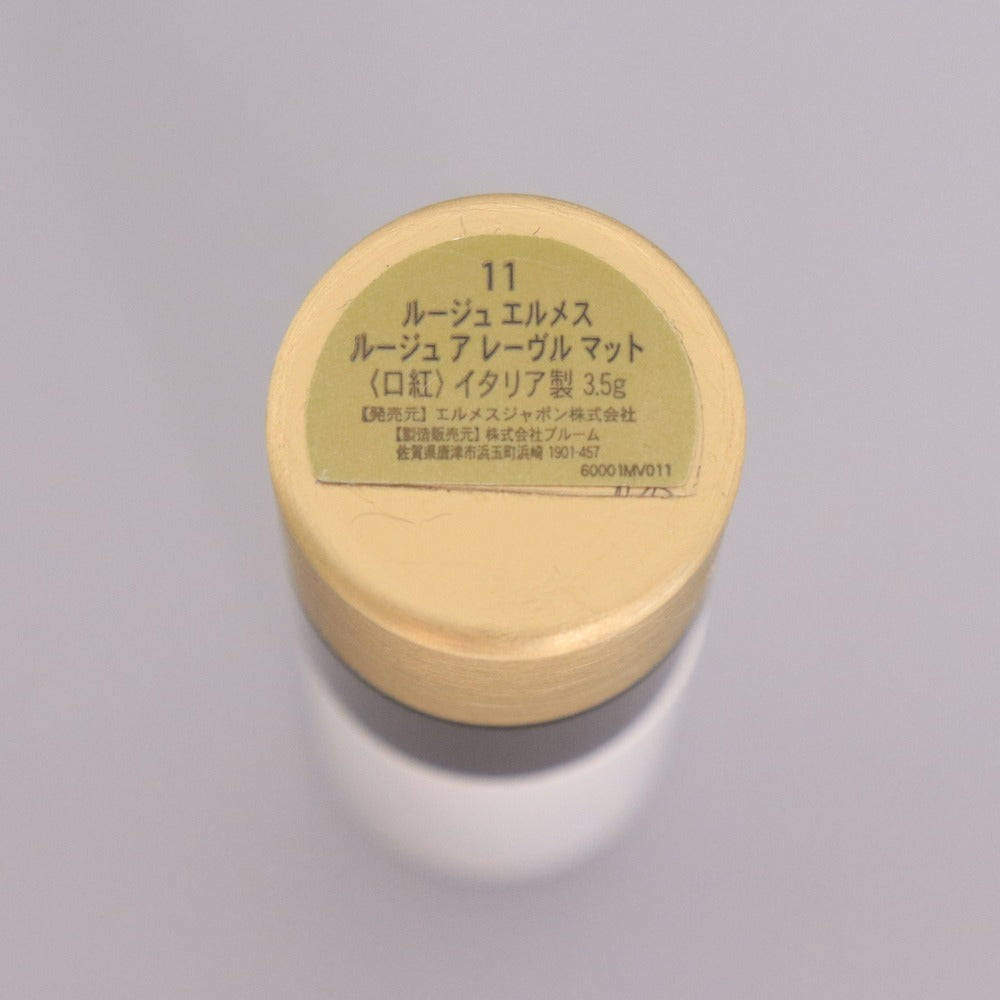 11
ルージュ エルメス
ルージュ ア レーヴル マット
〈口紅〉イタリア製 3.5g
【発売元】エルメスジャポン株式会社
【製造販売元】株式会社ブルーム
佐賀県唐津市浜玉町浜崎 1901-457
60001MV011